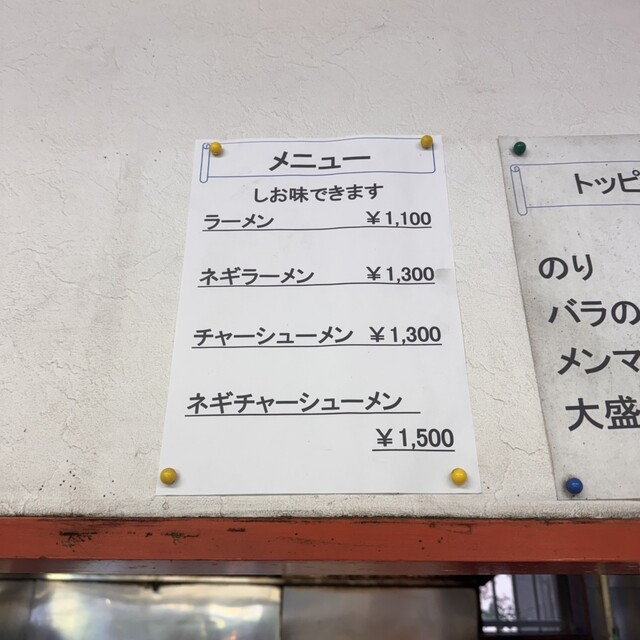 メニュー
しお味できます
ラーメン ￥1,100
ネギラーメン ￥1,300
チャーシューメン ￥1,300
ネギチャーシューメン
￥1,500
トッピ
のり
バラの
メンマ
大盛